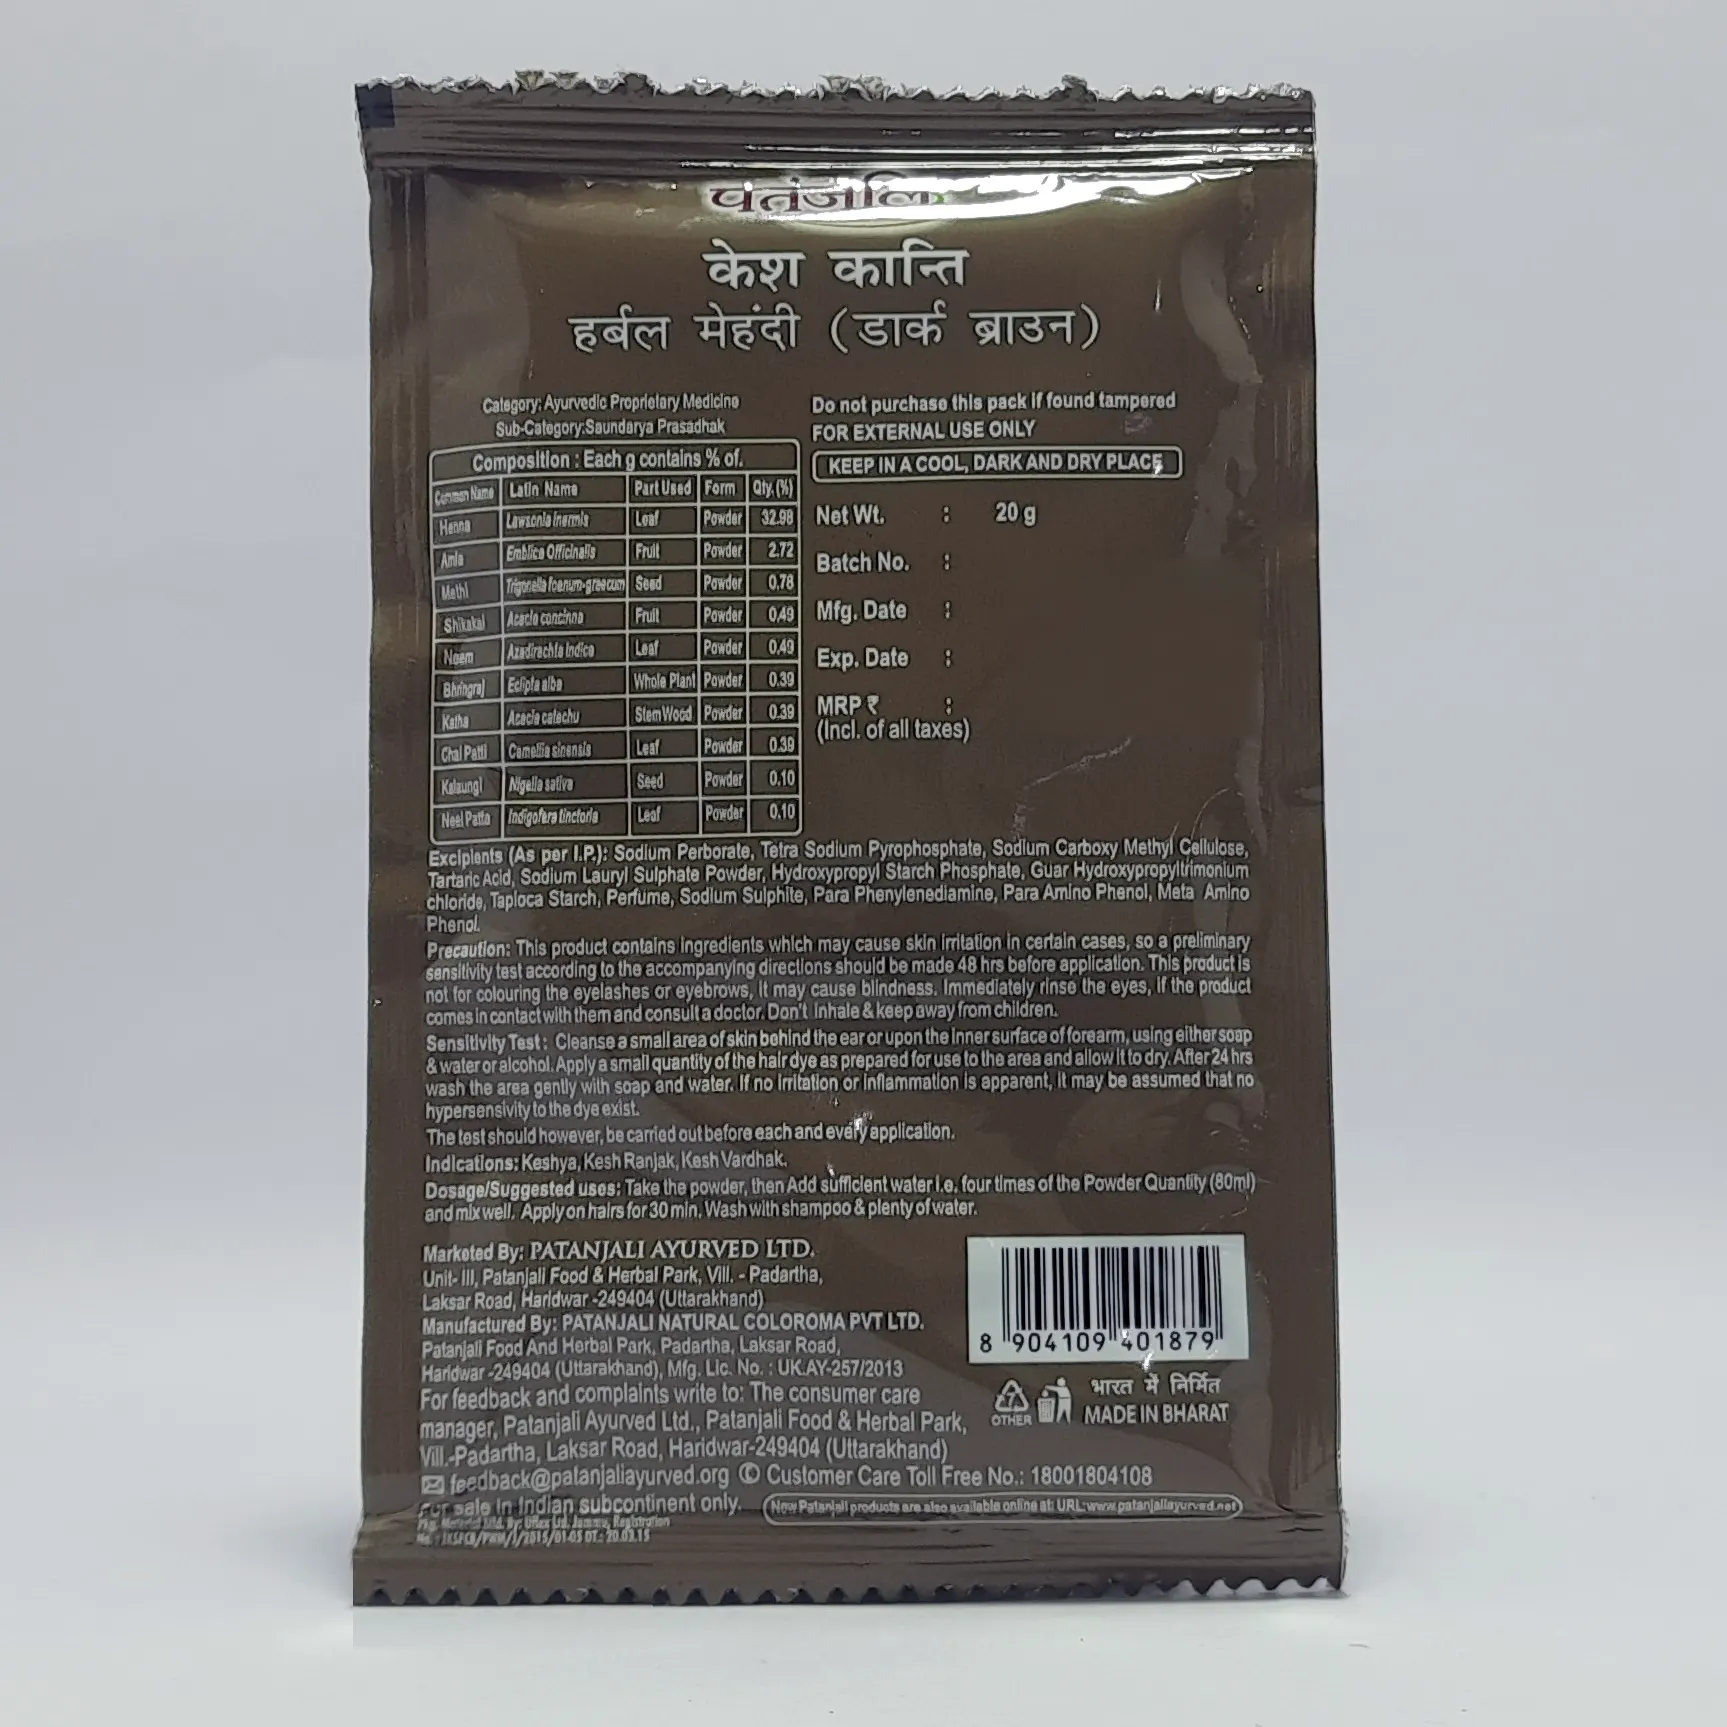 पतंजलि
केश कान्ति
हर्बल मेहंदी (डार्क ब्राउन)
Category: Ayurvedic Proprietary Medicine
Sub-Category:Saundarya Prasadhak
Composition : Each g contains % of.
Common Name Latin Name Part Used Form Qty. (%)
Henna Lawsonia inermis Leaf Powder 32.98
Amla Emblica Officinalis Fruit Powder 2.72
Methi Trigonella foenum-graecum Seed Powder 0.78
Shikakai Acacia concinna Fruit Powder 0.49
Neem Azadirachta indica Leaf Powder 0.49
Bhringraj Eclipta alba Whole Plant Powder 0.39
Katha Acacia catechu Stem Wood Powder 0.39
Chai Patti Camellia sinensis Leaf Powder 0.39
Kalaungi Nigella sativa Seed Powder 0.10
Neel Patta Indigofera tinctoria Leaf Powder 0.10
Do not purchase this pack if found tampered
FOR EXTERNAL USE ONLY
KEEP IN A COOL, DARK AND DRY PLACE
Net Wt. : 20 g
Batch No. :
Mfg. Date :
Exp. Date :
MRP ₹ :
(Incl. of all taxes)
Excipients (As per I.P.): Sodium Perborate, Tetra Sodium Pyrophosphate, Sodium Carboxy Methyl Cellulose,
Tartaric Acid, Sodium Lauryl Sulphate Powder, Hydroxypropyl Starch Phosphate, Guar Hydroxypropyltrimonium
chloride, Tapioca Starch, Perfume, Sodium Sulphite, Para Phenylenediamine, Para Amino Phenol, Meta Amino
Phenol.
Precaution: This product contains ingredients which may cause skin irritation in certain cases, so a preliminary
sensitivity test according to the accompanying directions should be made 48 hrs before application. This product is
not for colouring the eyelashes or eyebrows, it may cause blindness. Immediately rinse the eyes, if the product
comes in contact with them and consult a doctor. Don't Inhale & keep away from children.
Sensitivity Test : Cleanse a small area of skin behind the ear or upon the inner surface of forearm, using either soap
& water or alcohol. Apply a small quantity of the hair dye as prepared for use to the area and allow it to dry. After 24 hrs
wash the area gently with soap and water. If no irritation or inflammation is apparent, it may be assumed that no
hypersensivity to the dye exist.
The test should however, be carried out before each and every application.
Indications: Keshya, Kesh Ranjak, Kesh Vardhak.
Dosage/Suggested uses: Take the powder, then Add sufficient water i.e. four times of the Powder Quantity (80ml)
and mix well. Apply on hairs for 30 min. Wash with shampoo & plenty of water.
Marketed By: PATANJALI AYURVED LTD.
Unit- III, Patanjali Food & Herbal Park, Vill. - Padartha,
Laksar Road, Haridwar -249404 (Uttarakhand)
Manufactured By: PATANJALI NATURAL COLOROMA PVT LTD.
Patanjali Food And Herbal Park, Padartha, Laksar Road,
Haridwar -249404 (Uttarakhand), Mfg. Lic. No. : UK.AY-257/2013
For feedback and complaints write to: The consumer care
manager, Patanjali Ayurved Ltd., Patanjali Food & Herbal Park,
Vill.-Padartha, Laksar Road, Haridwar-249404 (Uttarakhand)
feedback@patanjaliayurved.org Customer Care Toll Free No.: 18001804108
For sale in Indian subcontinent only.
Now Patanjali products are also available online at: URL:www.patanjaliayurved.net
8 904109 401879
OTHER
भारत में निर्मित
MADE IN BHARAT
Pkg. Material Mfd. By: Uflex Ltd. Jammu, Registration